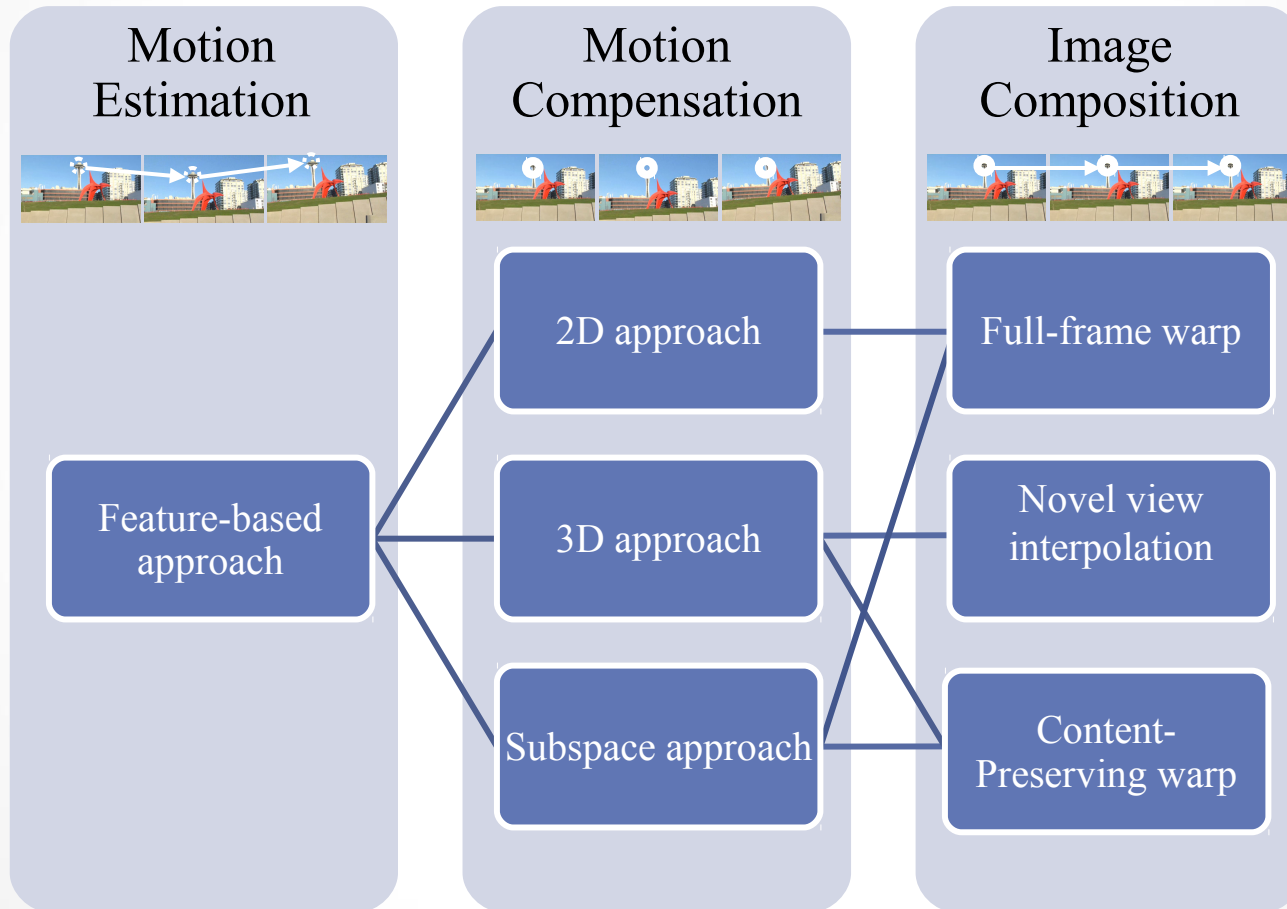 Motion
Estimation
Motion
Compensation
Image
Composition
Feature-based
approach
2D approach
3D approach
Subspace approach
Full-frame warp
Novel view
interpolation
Content-
Preserving warp